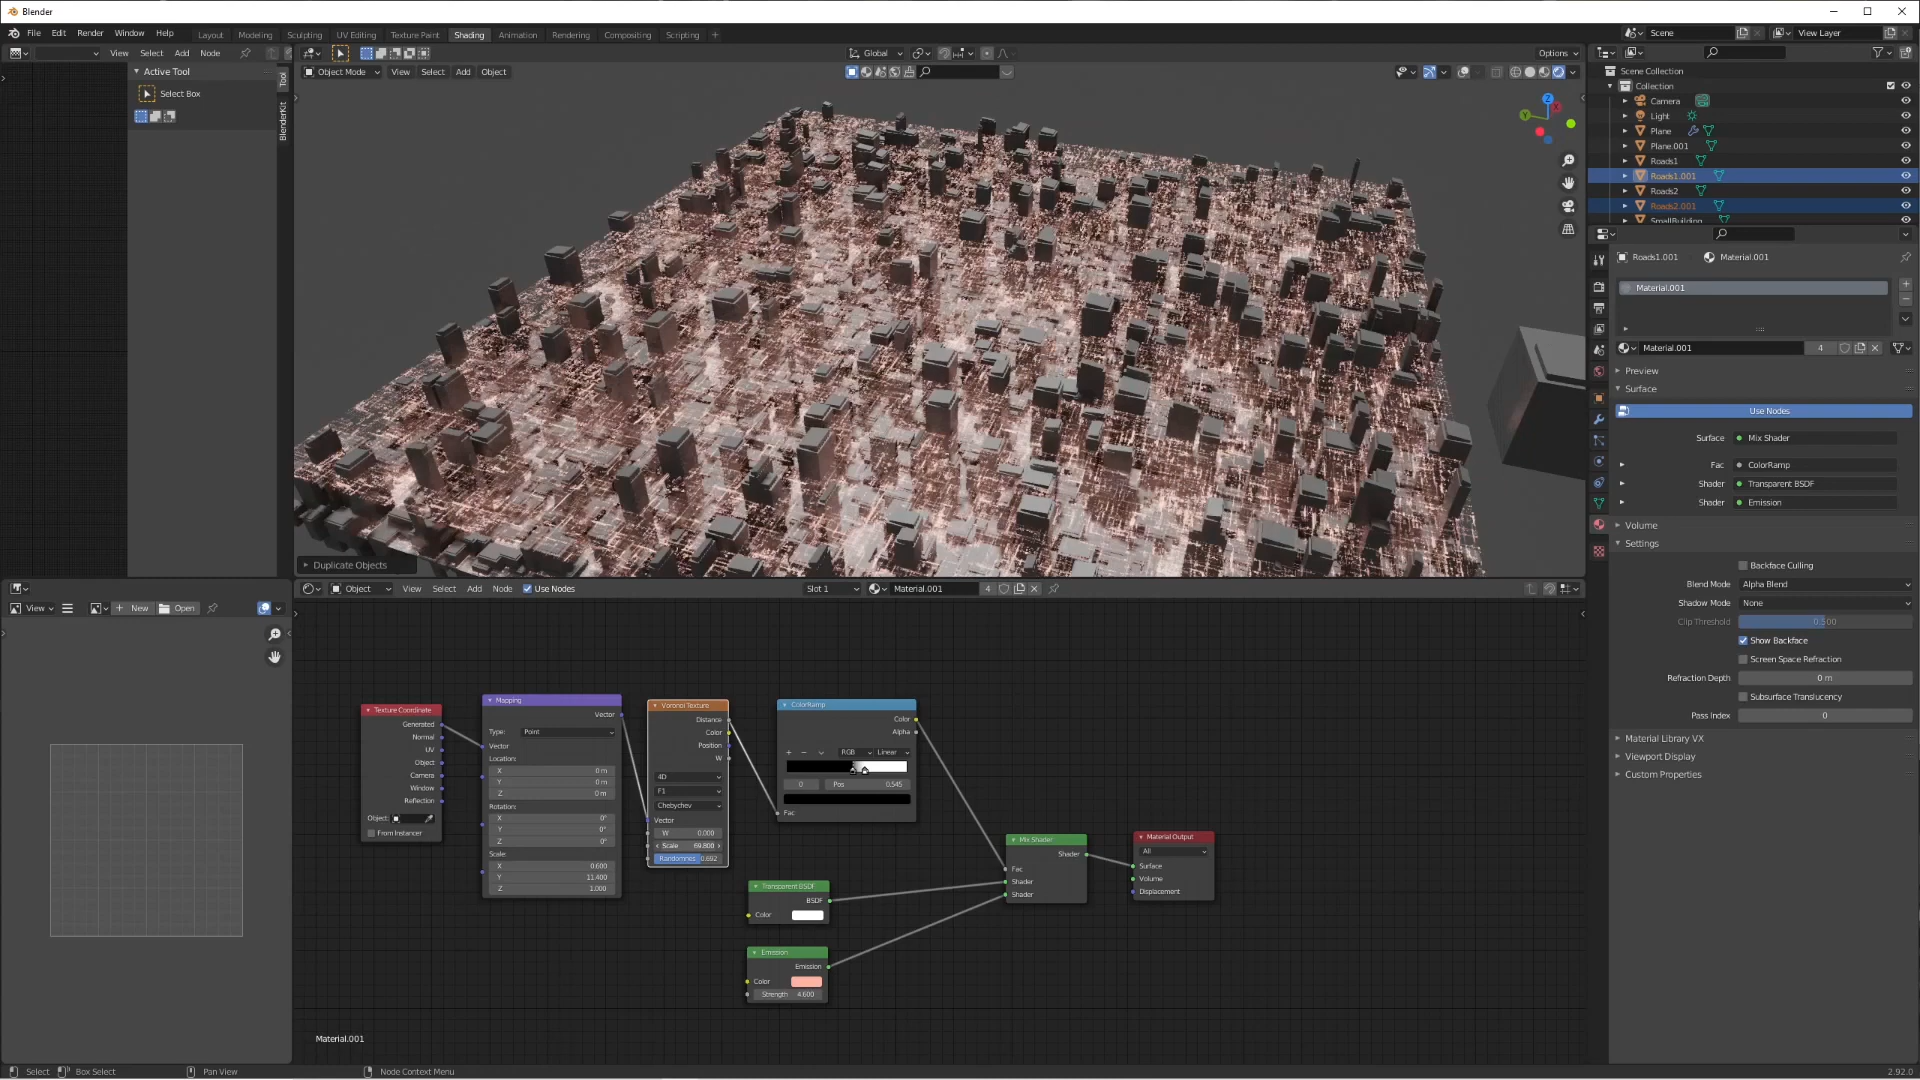 Blender
File Edit Render Window Help
Layout Modeling Sculpting UV Editing Texture Paint Shading Animation Rendering Compositing Scripting +
Scene
View Layer
View Select Add Node
Active Tool
Select Box
Tool
BlenderKit
Global
Options
Object Mode View Select Add Object
Duplicate Objects
Scene Collection
Collection
Camera
Light
Plane
Plane.001
Roads1
Roads1.001
Roads2
Roads2.001
SmallBuilding
Roads1.001 Material.001
Material.001
Material.001 4
Preview
Surface
Use Nodes
Surface Mix Shader
Fac ColorRamp
Shader Transparent BSDF
Shader Emission
Volume
Settings
Backface Culling
Blend Mode Alpha Blend
Shadow Mode None
Clip Threshold 0.500
Show Backface
Screen Space Refraction
Refraction Depth 0 m
Subsurface Translucency
Pass Index 0
Material Library VX
Viewport Display
Custom Properties
View + New Open
Object View Select Add Node Use Nodes Slot 1 Material.001 4
Texture Coordinate
Generated
Normal
UV
Object
Camera
Window
Reflection
Object:
From Instancer
Mapping
Vector
Type: Point
Vector
Location:
X 0 m
Y 0 m
Z 0 m
Rotation:
X 0°
Y 0°
Z 0°
Scale:
X 0.600
Y 11.400
Z 1.000
Voronoi Texture
Distance
Color
Position
W
4D
F1
Chebychev
Vector
W 0.000
Scale 69.800
Randomnes 0.692
ColorRamp
Color
Alpha
+ − RGB Linear
0 Pos 0.545
Fac
Transparent BSDF
BSDF
Color
Emission
Emission
Color
Strength 4.600
Mix Shader
Shader
Fac
Shader
Shader
Material Output
All
Surface
Volume
Displacement
Material.001
Select Box Select Pan View Node Context Menu 2.92.0